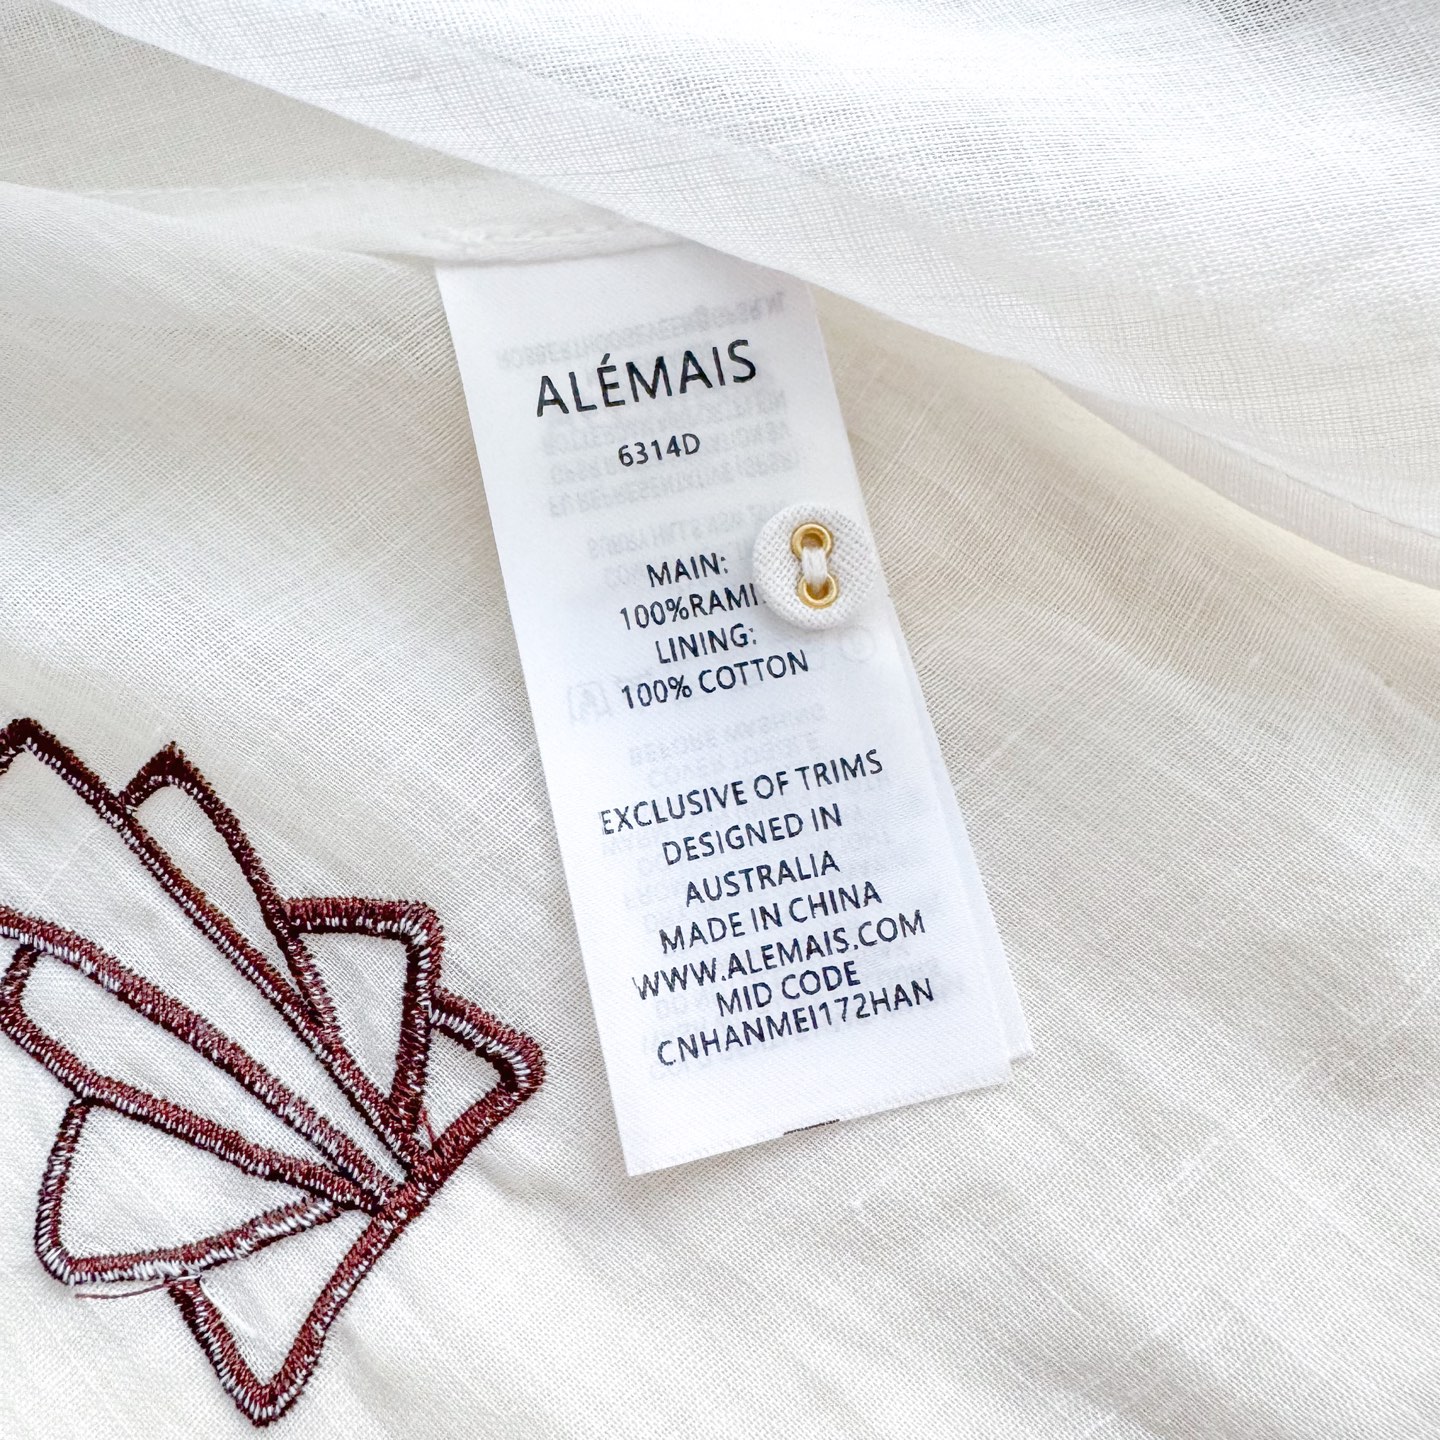 ALÉMAIS
6314D
MAIN:
100%RAMI
LINING:
100% COTTON
EXCLUSIVE OF TRIMS
DESIGNED IN
AUSTRALIA
MADE IN CHINA
WWW.ALEMAIS.COM
MID CODE
CNHANMEI172HAN